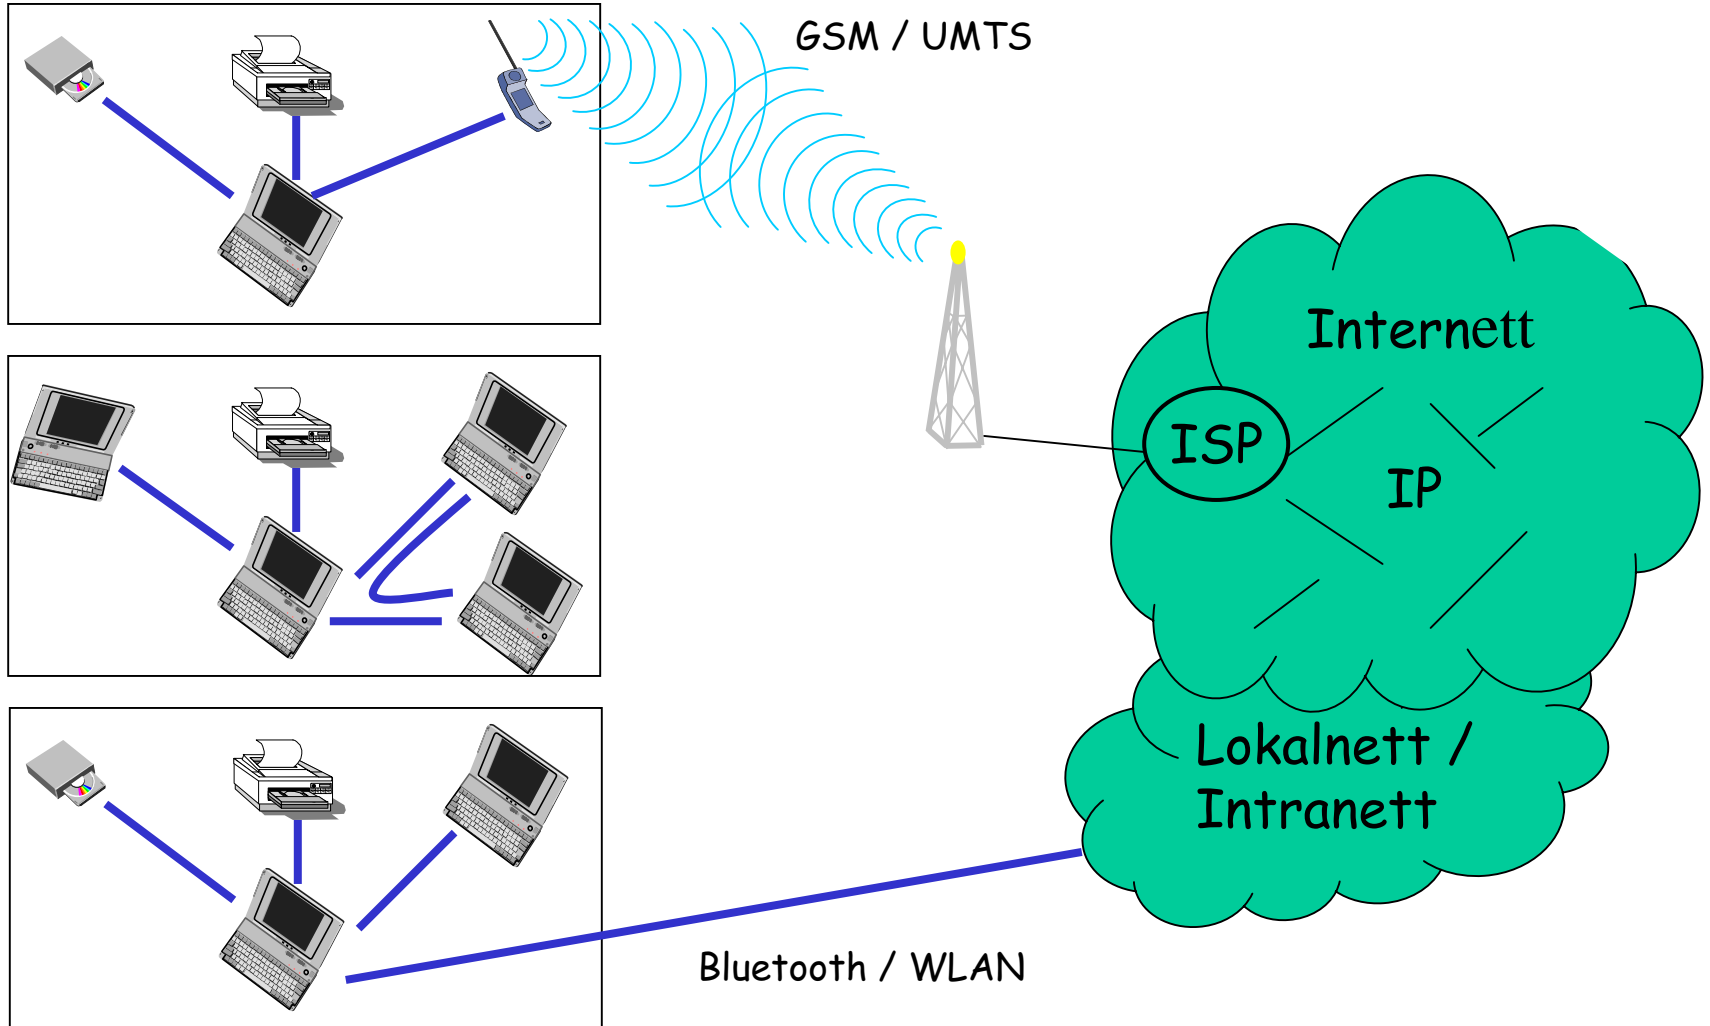 GSM / UMTS
Internett
ISP
IP
Lokalnett /
Intranett
Bluetooth / WLAN